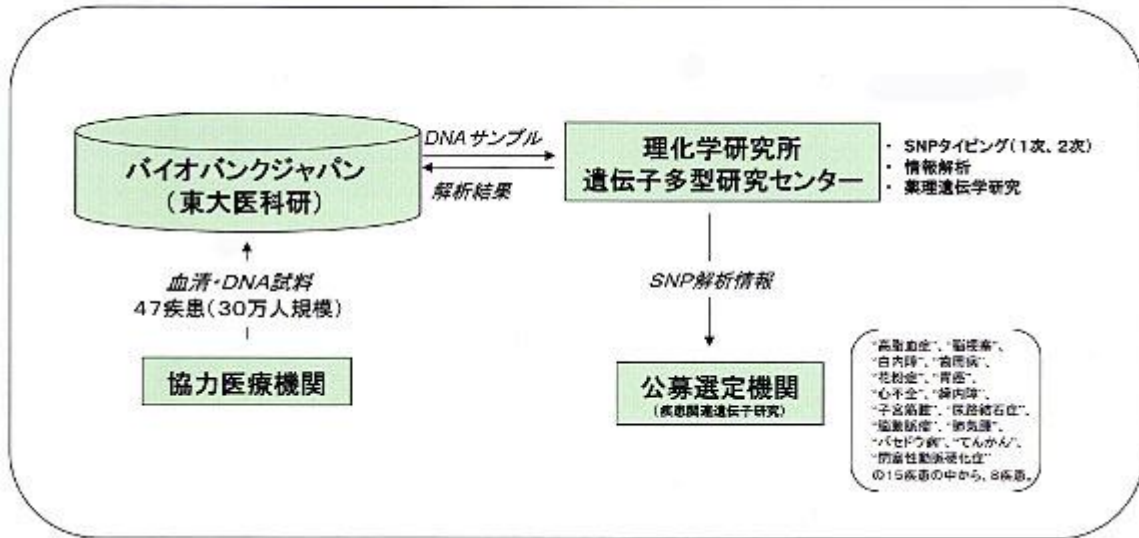 バイオバンクジャパン
(東大医科研)
DNAサンプル
解析結果
理化学研究所
遺伝子多型研究センター
・ SNPタイピング(1次、2次)
・ 情報解析
・ 薬理遺伝学研究
血清・DNA試料
47疾患(30万人規模)
協力医療機関
SNP解析情報
公募選定機関
(疾患関連遺伝子研究)
“高脂血症”、“脳梗塞”、
“白内障”、“歯周病”、
“花粉症”、“胃癌”、
“心不全”、“緑内障”、
“子宮筋腫”、“尿路結石症”、
“脳動脈瘤”、“肺気腫”、
“バセドウ病”、“てんかん”、
“閉塞性動脈硬化症”
の15疾患の中から、8疾患。